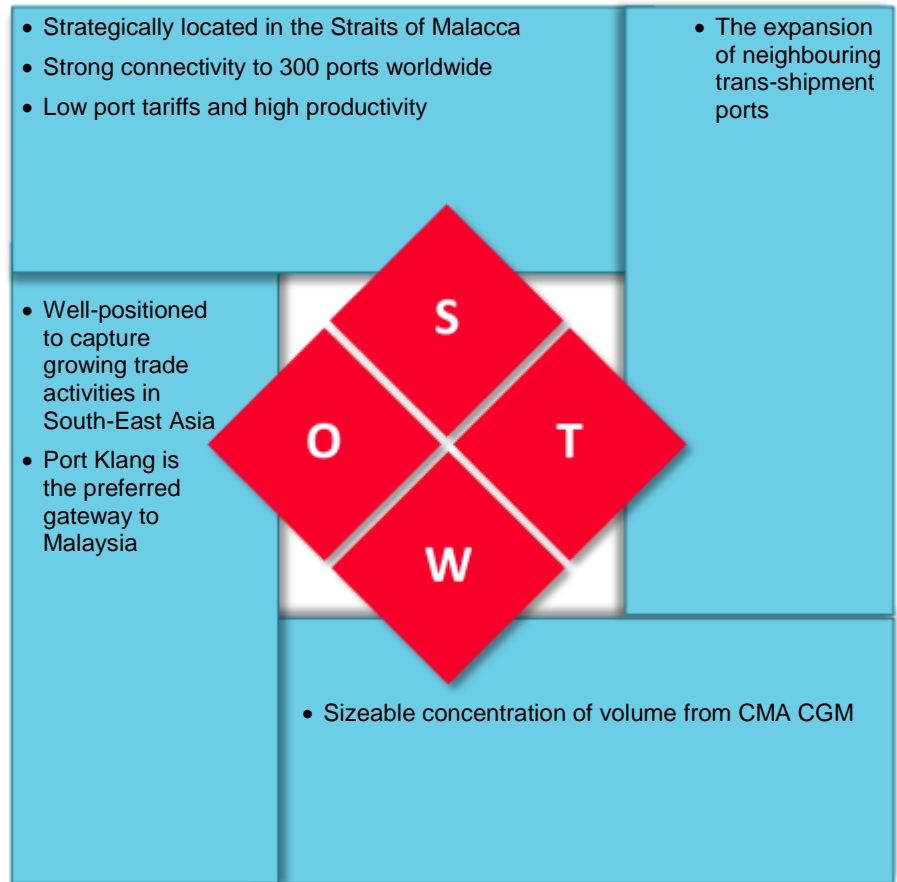 • Strategically located in the Straits of Malacca
• Strong connectivity to 300 ports worldwide
• Low port tariffs and high productivity
• The expansion
of neighbouring
trans-shipment
ports
S
• Well-positioned
to capture
growing trade
activities in
South-East Asia
• Port Klang is
the preferred
gateway to
Malaysia
O
T
W
• Sizeable concentration of volume from CMA CGM